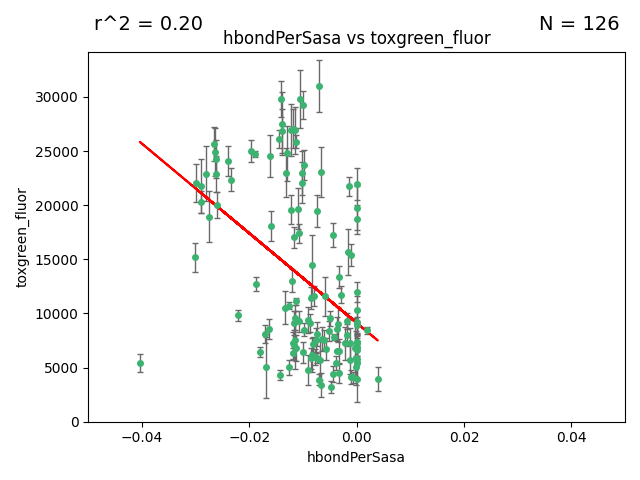 r^2 = 0.20
N = 126
hbondPerSasa vs toxgreen_fluor
30000
25000
20000
15000
10000
5000
0
toxgreen_fluor
−0.04
−0.02
0.00
0.02
0.04
hbondPerSasa